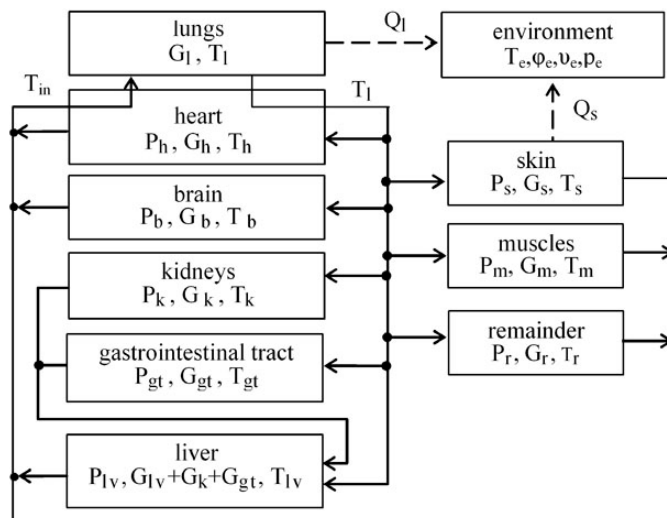 lungs
G_l , T_l
Q_l
environment
T_e,φ_e,υ_e,p_e
T_in
T_l
heart
P_h , G_h , T_h
Q_s
skin
P_s, G_s, T_s
brain
P_b , G_b , T_b
muscles
P_m, G_m, T_m
kidneys
P_k , G_k , T_k
remainder
P_r, G_r, T_r
gastrointestinal tract
P_gt, G_gt, T_gt
liver
P_lv, G_lv+G_k+G_gt, T_lv